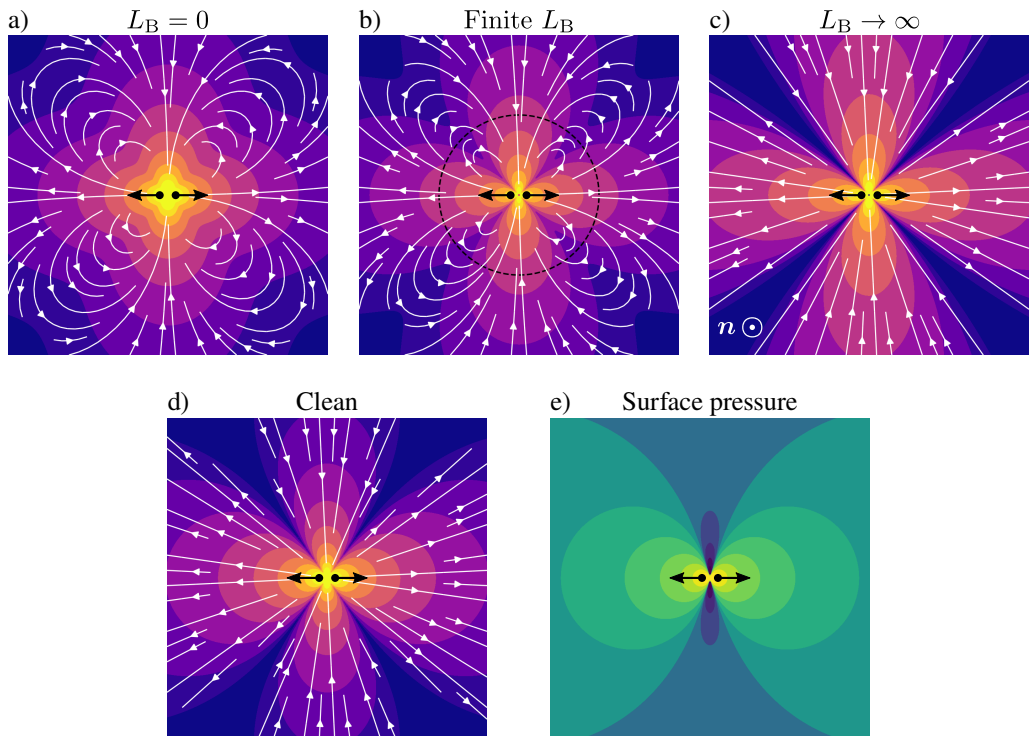 a) L_B = 0
b) Finite L_B
c) L_B → ∞
n ⊙
d) Clean
e) Surface pressure